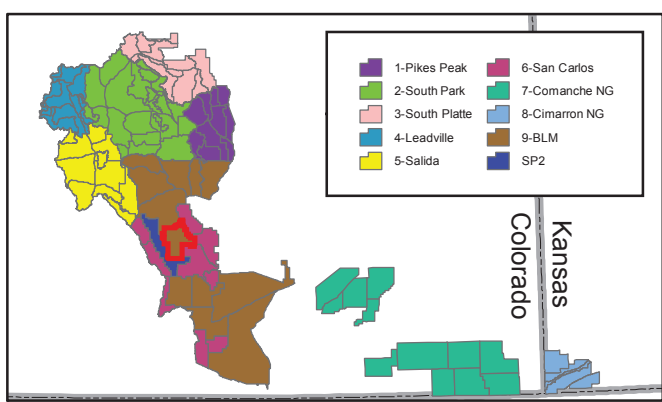 1-Pikes Peak
2-South Park
3-South Platte
4-Leadville
5-Salida
6-San Carlos
7-Comanche NG
8-Cimarron NG
9-BLM
SP2
Colorado
Kansas